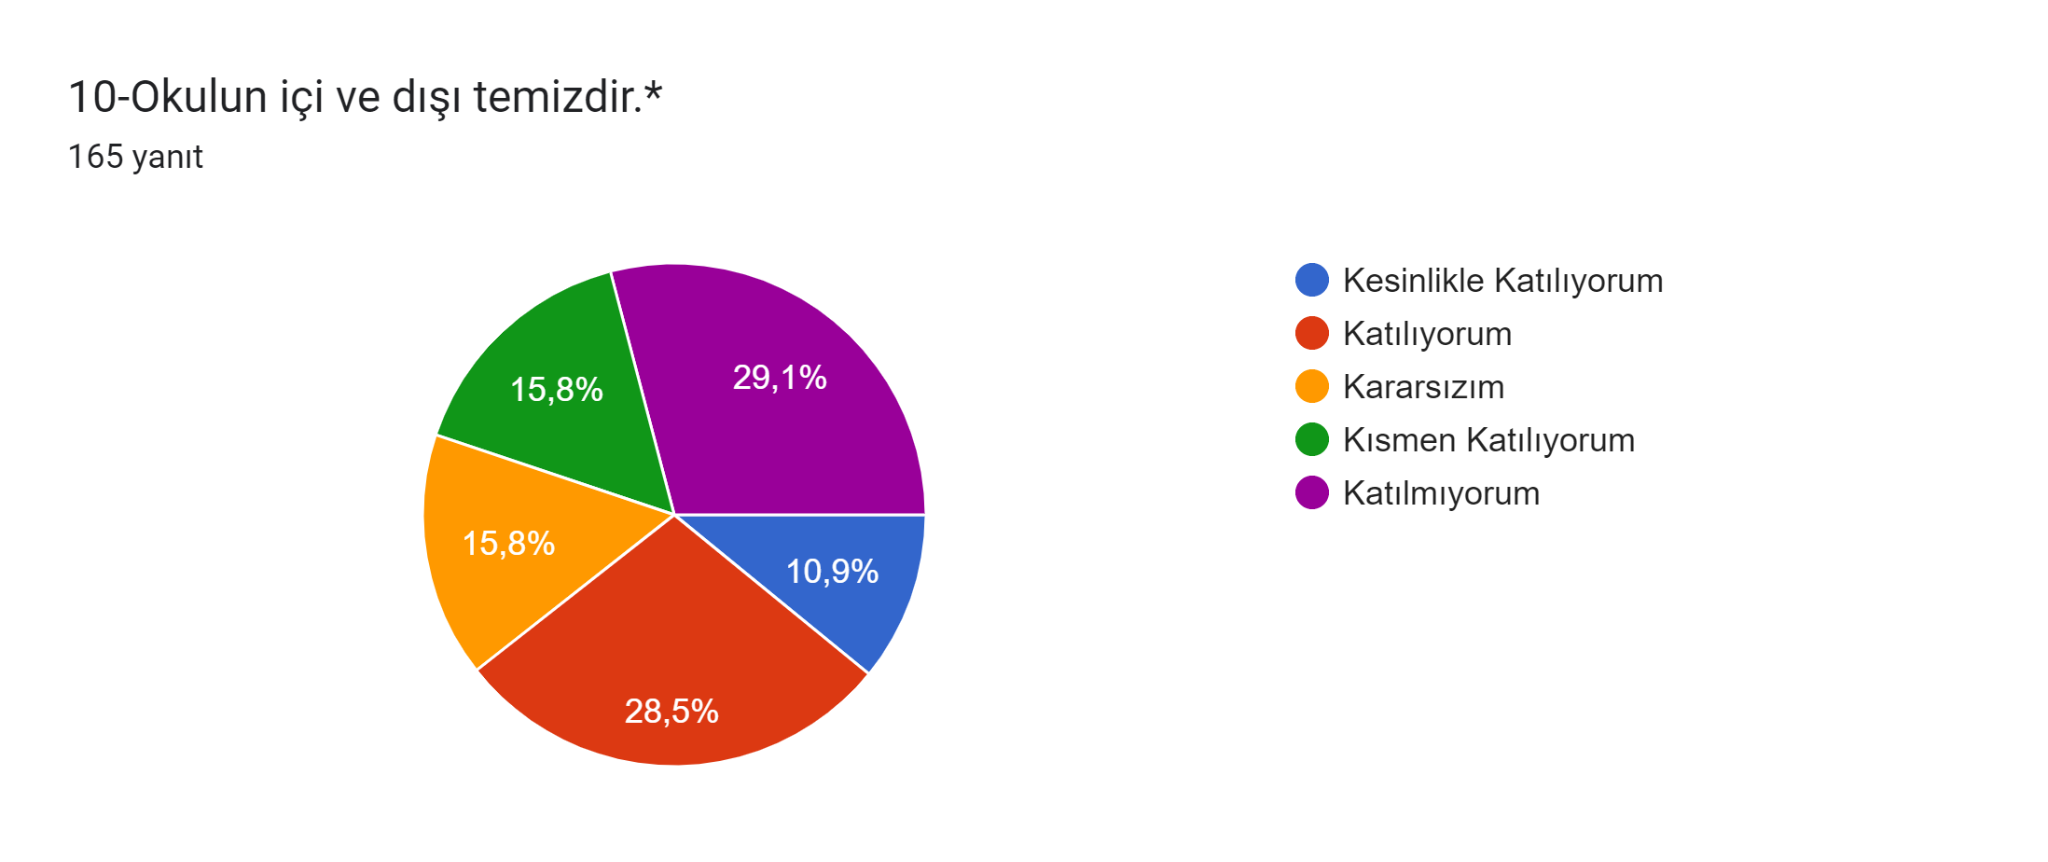 10-Okulun içi ve dışı temizdir.*
165 yanıt
29,1%
15,8%
15,8%
10,9%
28,5%
Kesinlikle Katılıyorum
Katılıyorum
Kararsızım
Kısmen Katılıyorum
Katılmıyorum